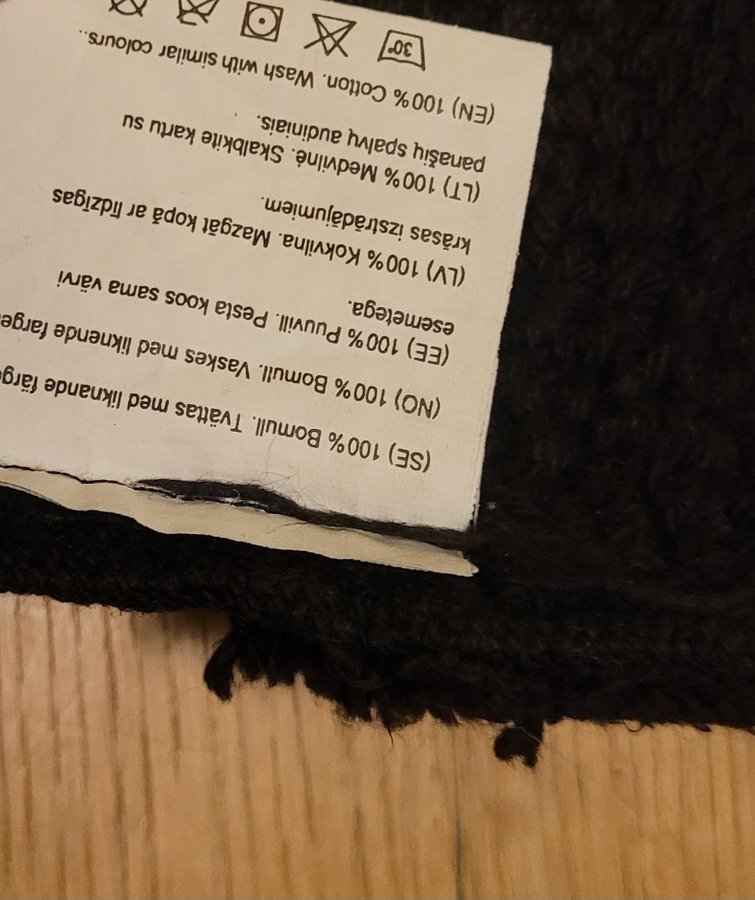 (SE) 100% Bomull. Tvättas med liknande färge
(NO) 100% Bomull. Vaskes med liknende farge
(EE) 100% Puuvill. Pesta koos sama värvi
esemetega.
(LV) 100% Kokvilna. Mazgāt kopā ar līdzīgas
krāsas izstrādājumiem.
(LT) 100% Medvilnė. Skalbkite kartu su
panašių spalvų audiniais.
(EN) 100% Cotton. Wash with similar colours..
30°